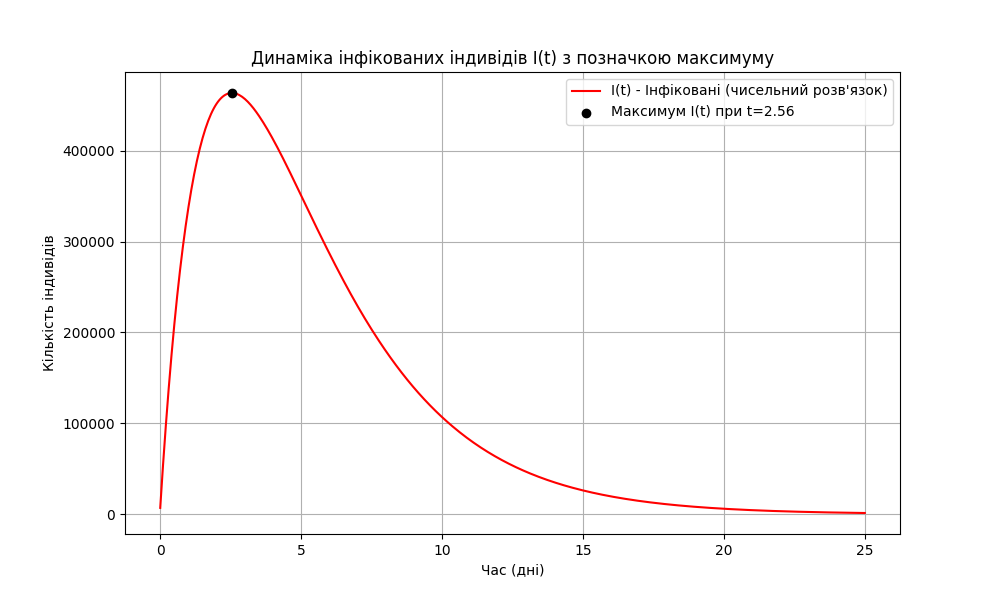 Динаміка інфікованих індивідів I(t) з позначкою максимуму
I(t) - Інфіковані (чисельний розв'язок)
Максимум I(t) при t=2.56
Кількість індивідів
400000
300000
200000
100000
0
0 5 10 15 20 25
Час (дні)